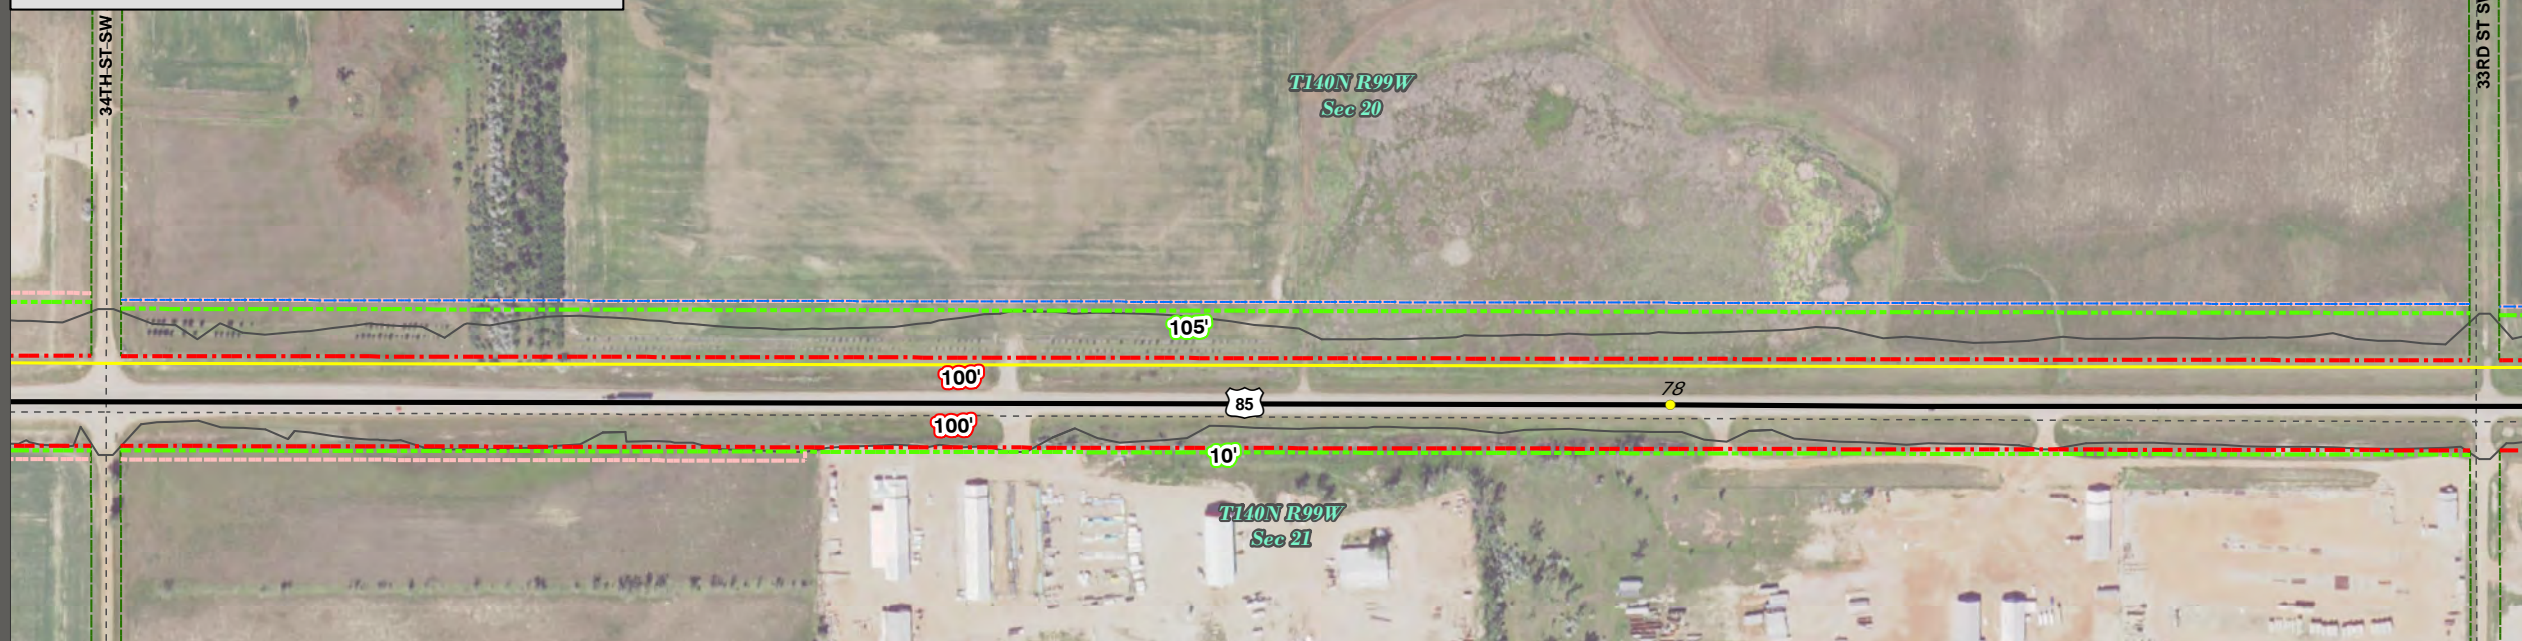 34TH ST SW
33RD ST SW
T140N R99W
Sec 20
105'
100'
78
85
100'
10'
T140N R99W
Sec 21